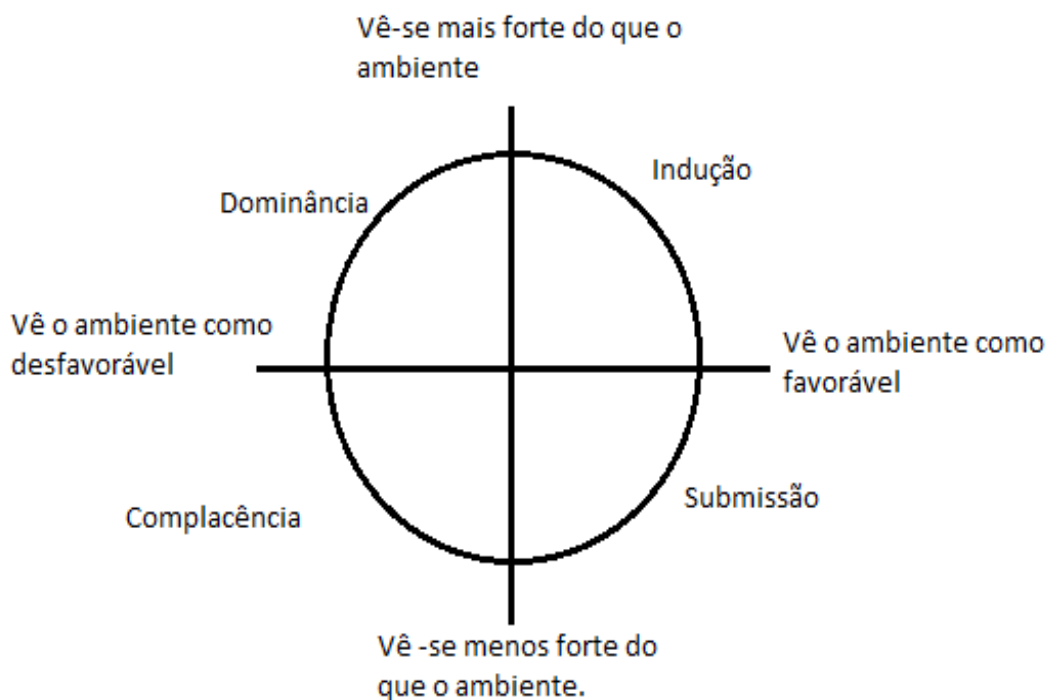 Vê-se mais forte do que o
ambiente
Indução
Dominância
Vê o ambiente como
desfavorável
Vê o ambiente como
favorável
Submissão
Complacência
Vê -se menos forte do
que o ambiente.